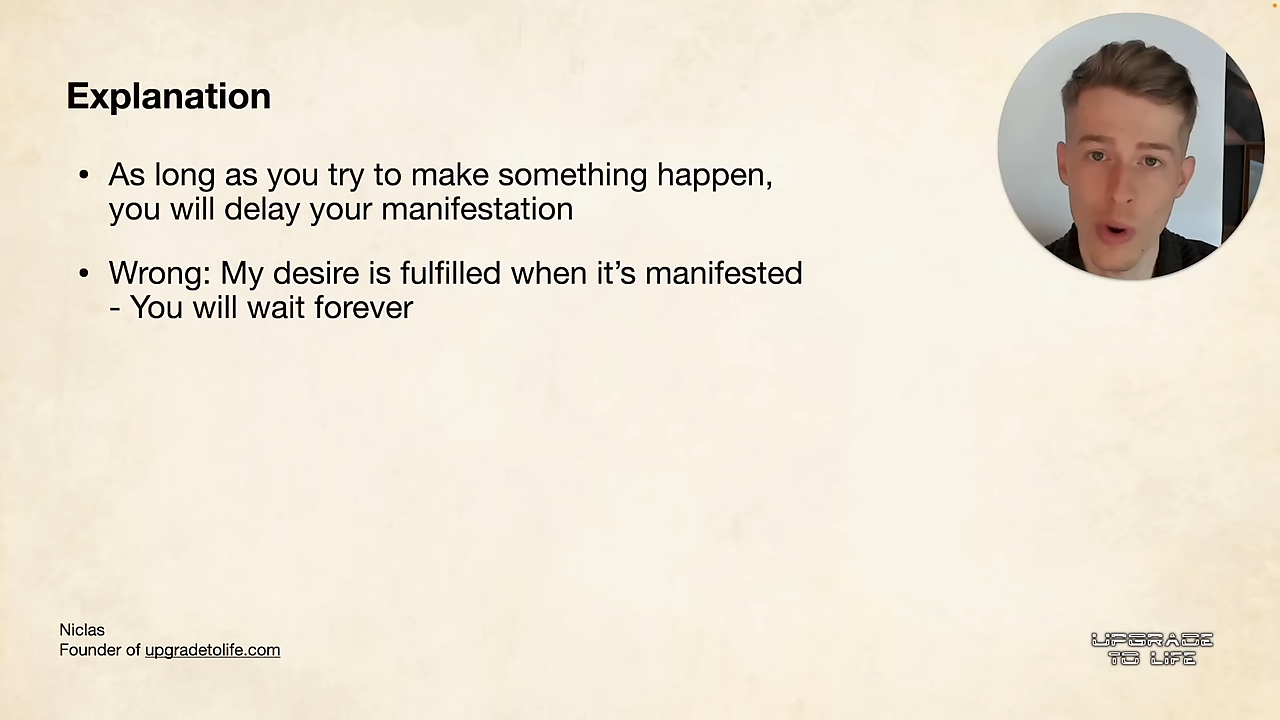 Explanation
• As long as you try to make something happen,
you will delay your manifestation
• Wrong: My desire is fulfilled when it’s manifested
- You will wait forever
Niclas
Founder of upgradetolife.com
UPGRADE
TO LIFE